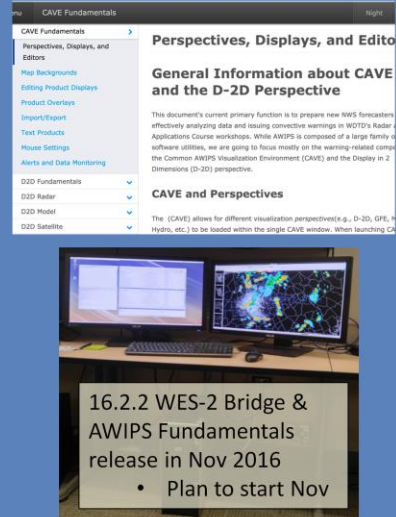 CAVE Fundamentals
Night
CAVE Fundamentals
Perspectives, Displays, and
Editors
Map Backgrounds
Editing Product Displays
Product Overlays
Import/Export
Text Products
Mouse Settings
Alerts and Data Monitoring
D2D Fundamentals
D2D Radar
D2D Model
D2D Satellite
Perspectives, Displays, and Edito
General Information about CAVE
and the D-2D Perspective
This document's current primary function is to prepare new NWS forecasters
effectively analyzing data and issuing convective warnings in WDTD's Radar
Applications Course workshops. While AWIPS is composed of a large family o
software utilities, we are going to focus mostly on the warning-related comp
the Common AWIPS Visualization Environment (CAVE) and the Display in 2
Dimensions (D-2D) perspective.
CAVE and Perspectives
The (CAVE) allows for different visualization perspectives(e.g., D-2D, GFE,
Hydro, etc.) to be loaded within the single CAVE window. When launching CA
16.2.2 WES-2 Bridge &
AWIPS Fundamentals
release in Nov 2016
• Plan to start Nov